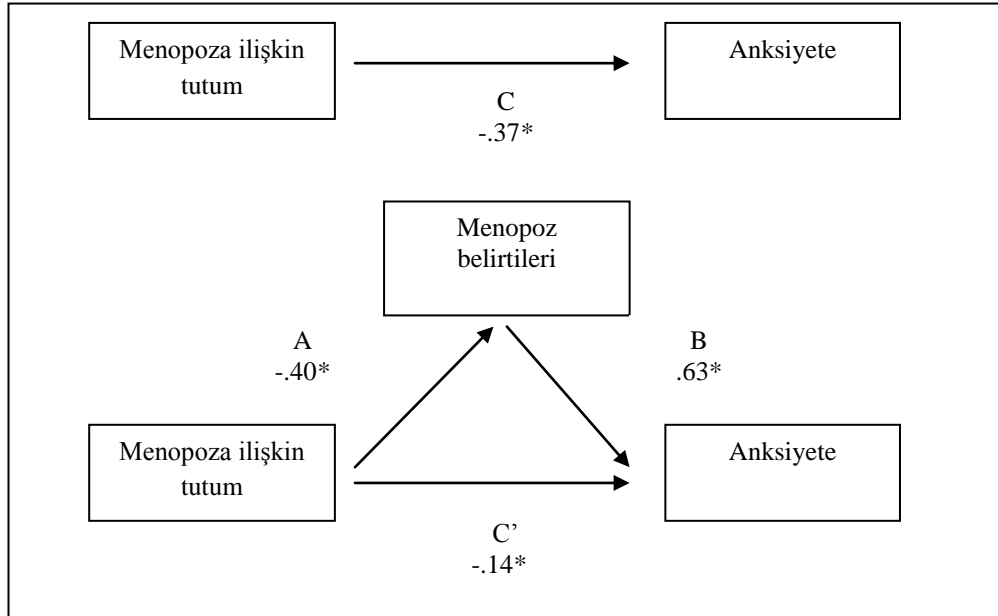 Menopoza ilişkin
tutum
Anksiyete
C
-.37*
Menopoz
belirtileri
A
-.40*
B
.63*
Menopoza ilişkin
tutum
Anksiyete
C’
-.14*